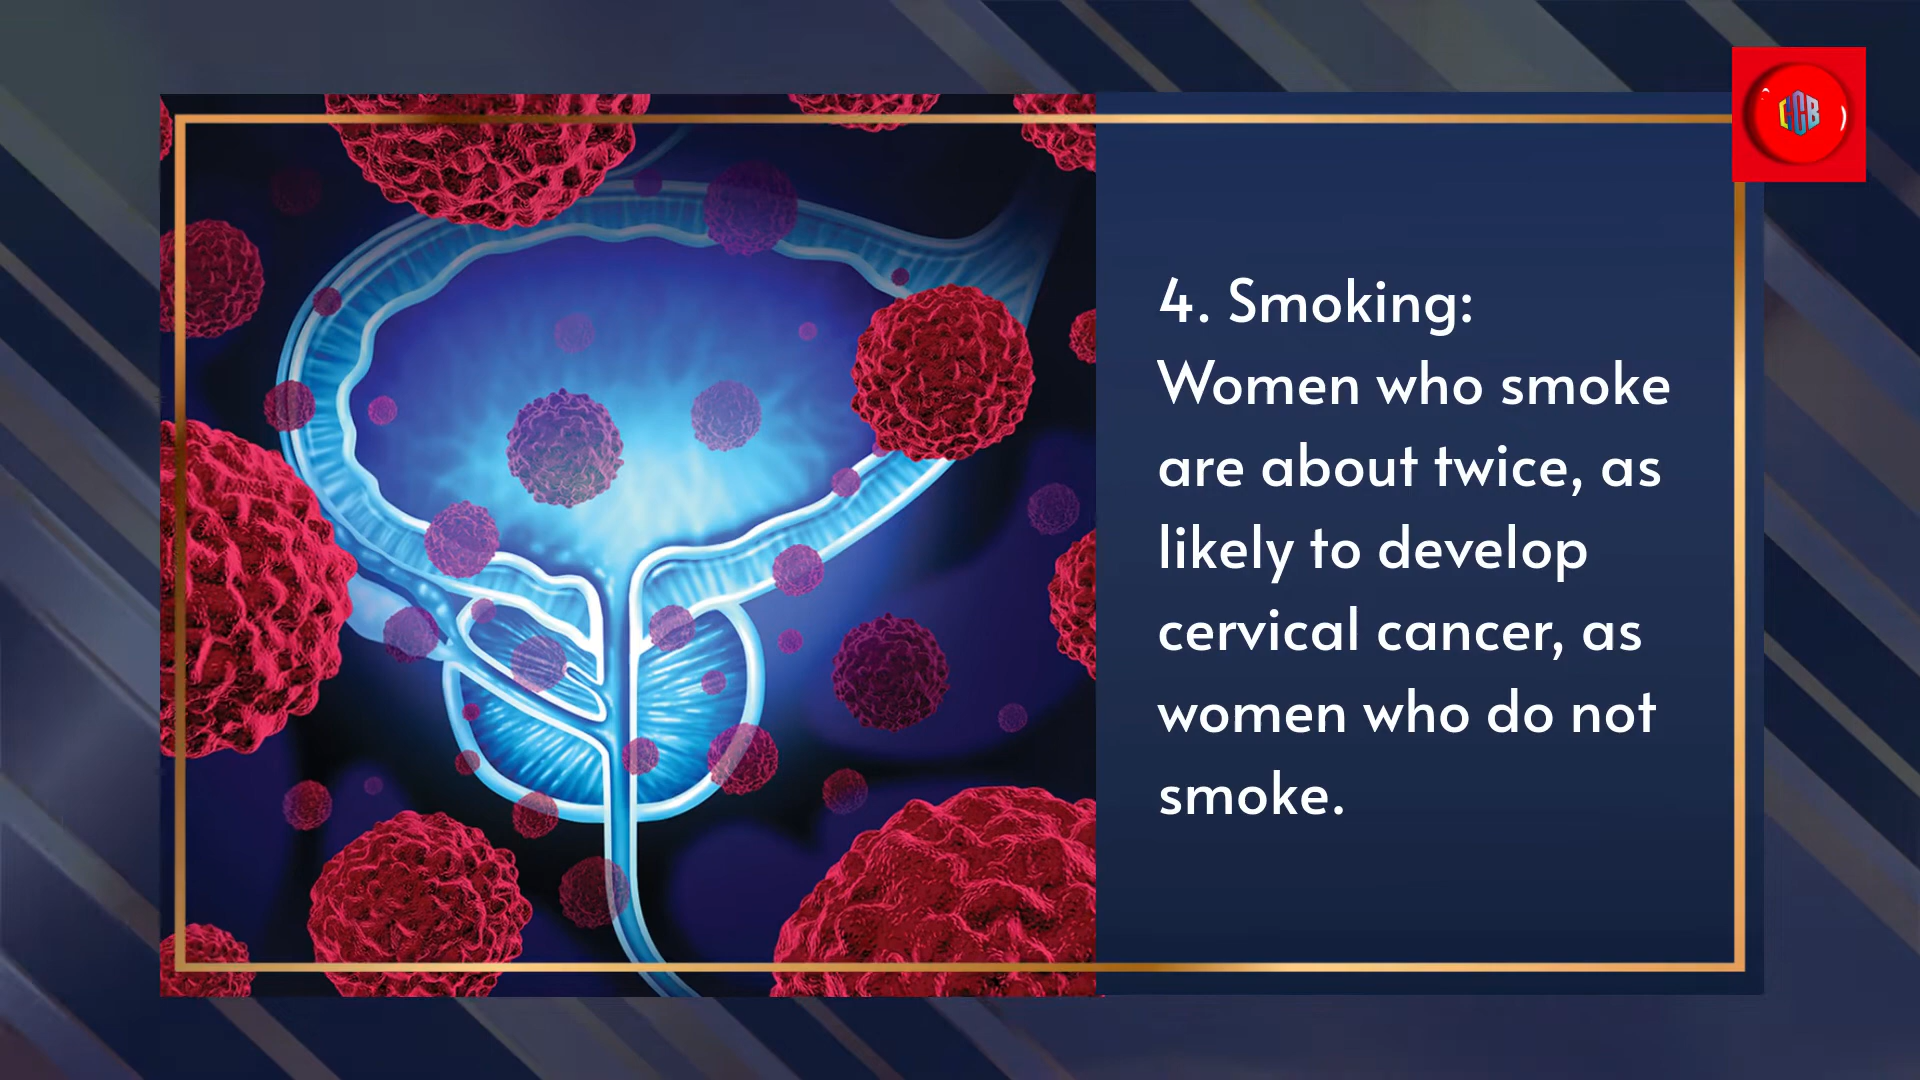 4. Smoking:
Women who smoke
are about twice, as
likely to develop
cervical cancer, as
women who do not
smoke.